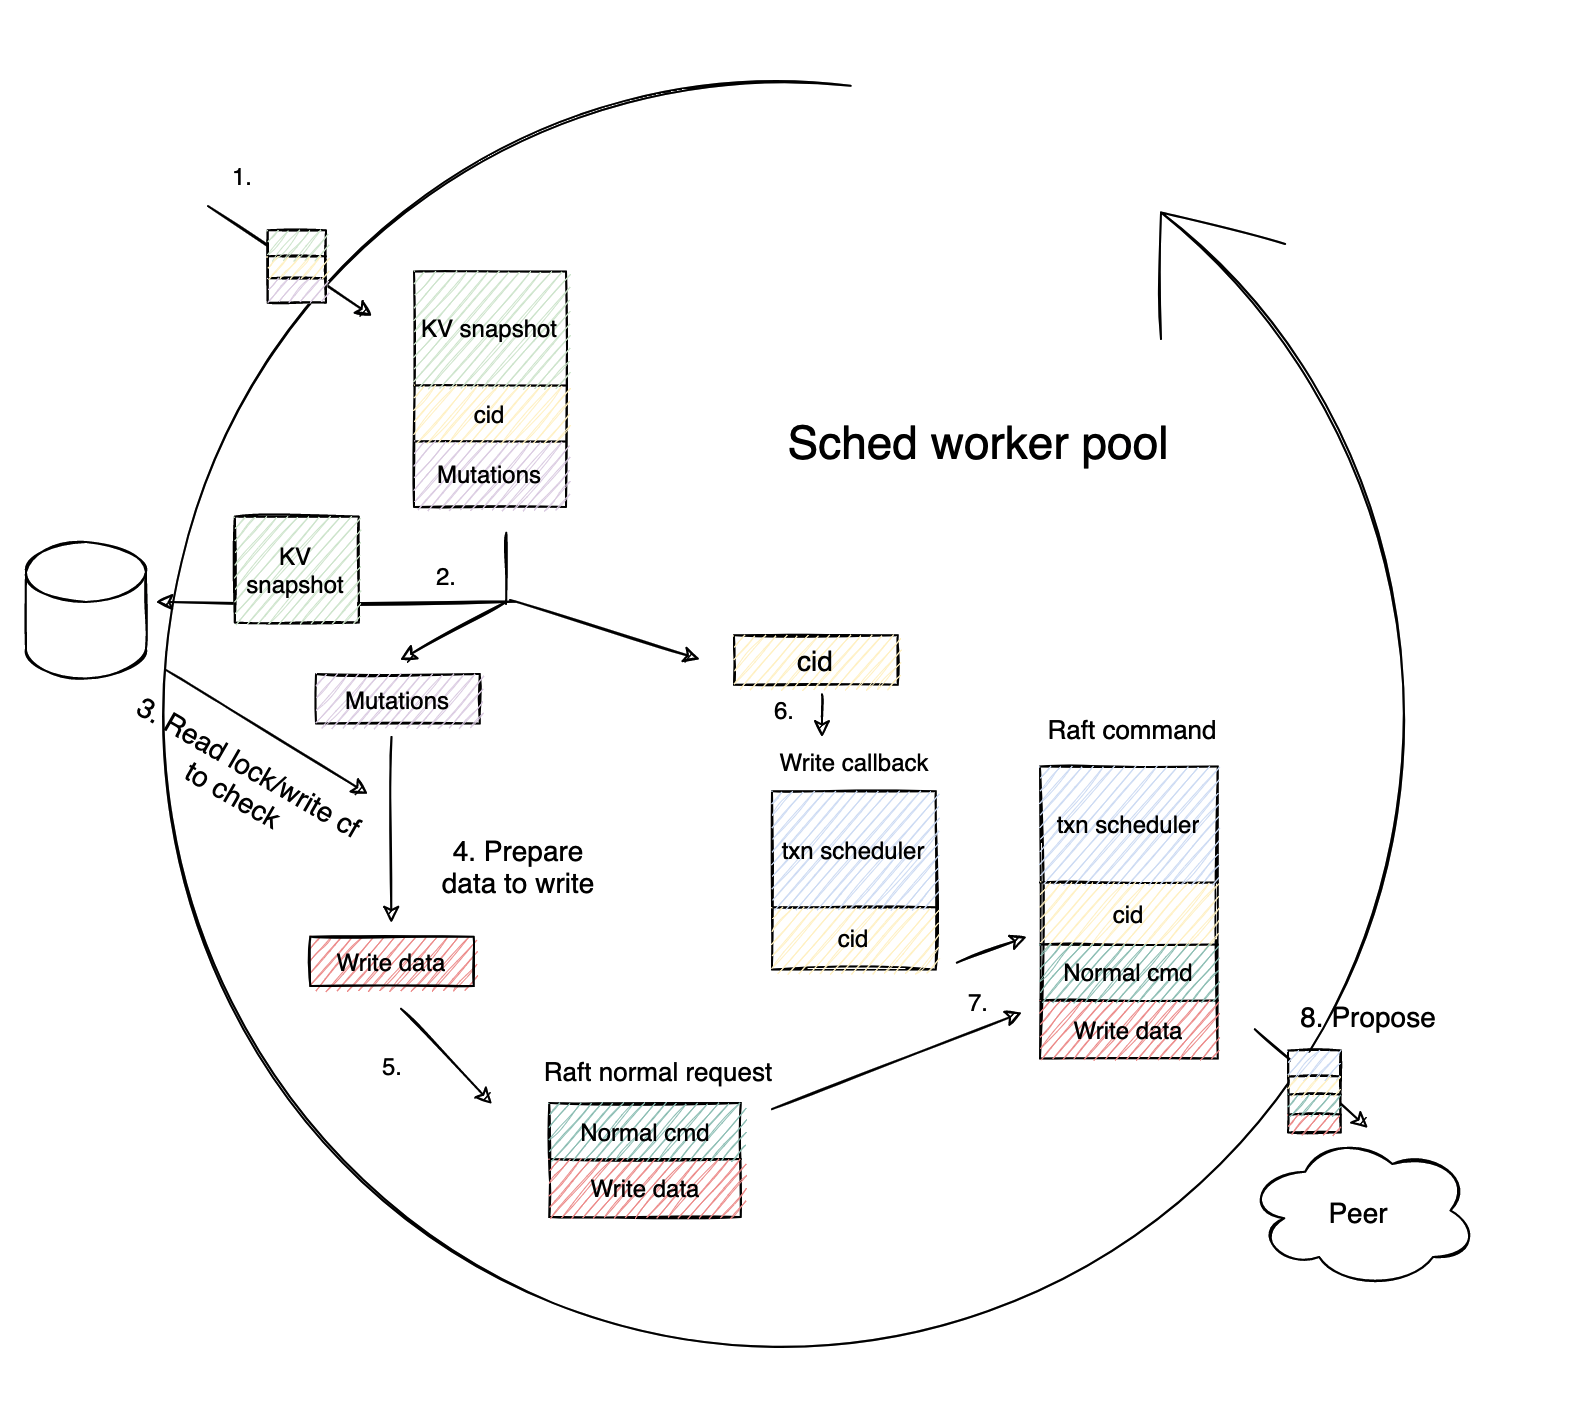 1.
KV snapshot
cid
Mutations
Sched worker pool
KV
snapshot
2.
cid
Mutations
3. Read lock/write cf
to check
6.
Write callback
txn scheduler
cid
Raft command
txn scheduler
cid
Normal cmd
Write data
4. Prepare
data to write
Write data
5.
7.
Raft normal request
Normal cmd
Write data
8. Propose
Peer